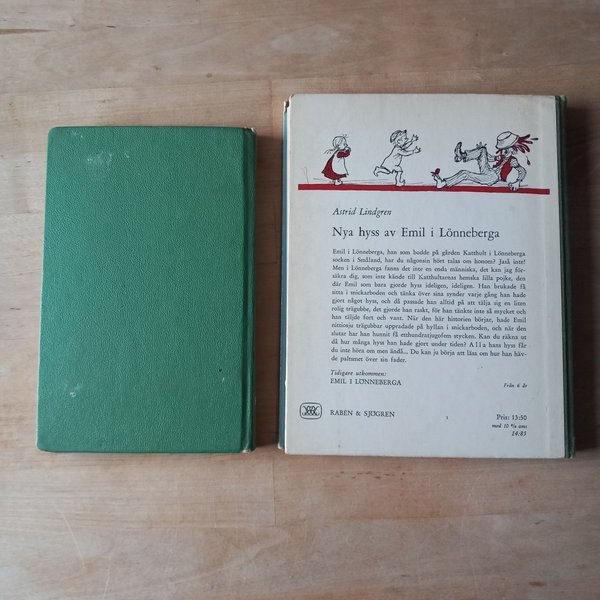 Astrid Lindgren
Nya hyss av Emil i Lönneberga
Emil i Lönneberga, han som bodde på gården Katthult i Lönneberga
socken i Småland, har du någonsin hört talas om honom? Jaså inte!
Men i Lönneberga fanns det inte en enda människa, det kan jag för-
säkra dig, som inte kände till Katthultarnas hemska lilla pojke, den
där Emil som bara gjorde hyss ideligen, ideligen. Han brukade få
sitta i snickarboden och tänka över sina synder varje gång han hade
gjort något hyss, och då passade han alltid på att tälja sig en liten
rolig trägubbe, det gjorde han raskt, för han tänkte inte så mycket och
han täljde fort och vant. När den här historien börjar, hade Emil
nittiosju trägubbar uppradade på hyllan i snickarboden, och när den
slutar har han hunnit få etthundratjugofem stycken. Kan du räkna ut
då hur många hyss han hade gjort under tiden? Alla hans hyss får
du inte höra om men ändå... Du kan ju börja att läsa om hur han häv-
de paltsmet över sin fader.
Tidigare utkommen:
EMIL I LÖNNEBERGA
Från 6 år
RABÉN & SJÖGREN
Pris: 13:50
med 10 % oms
14:85